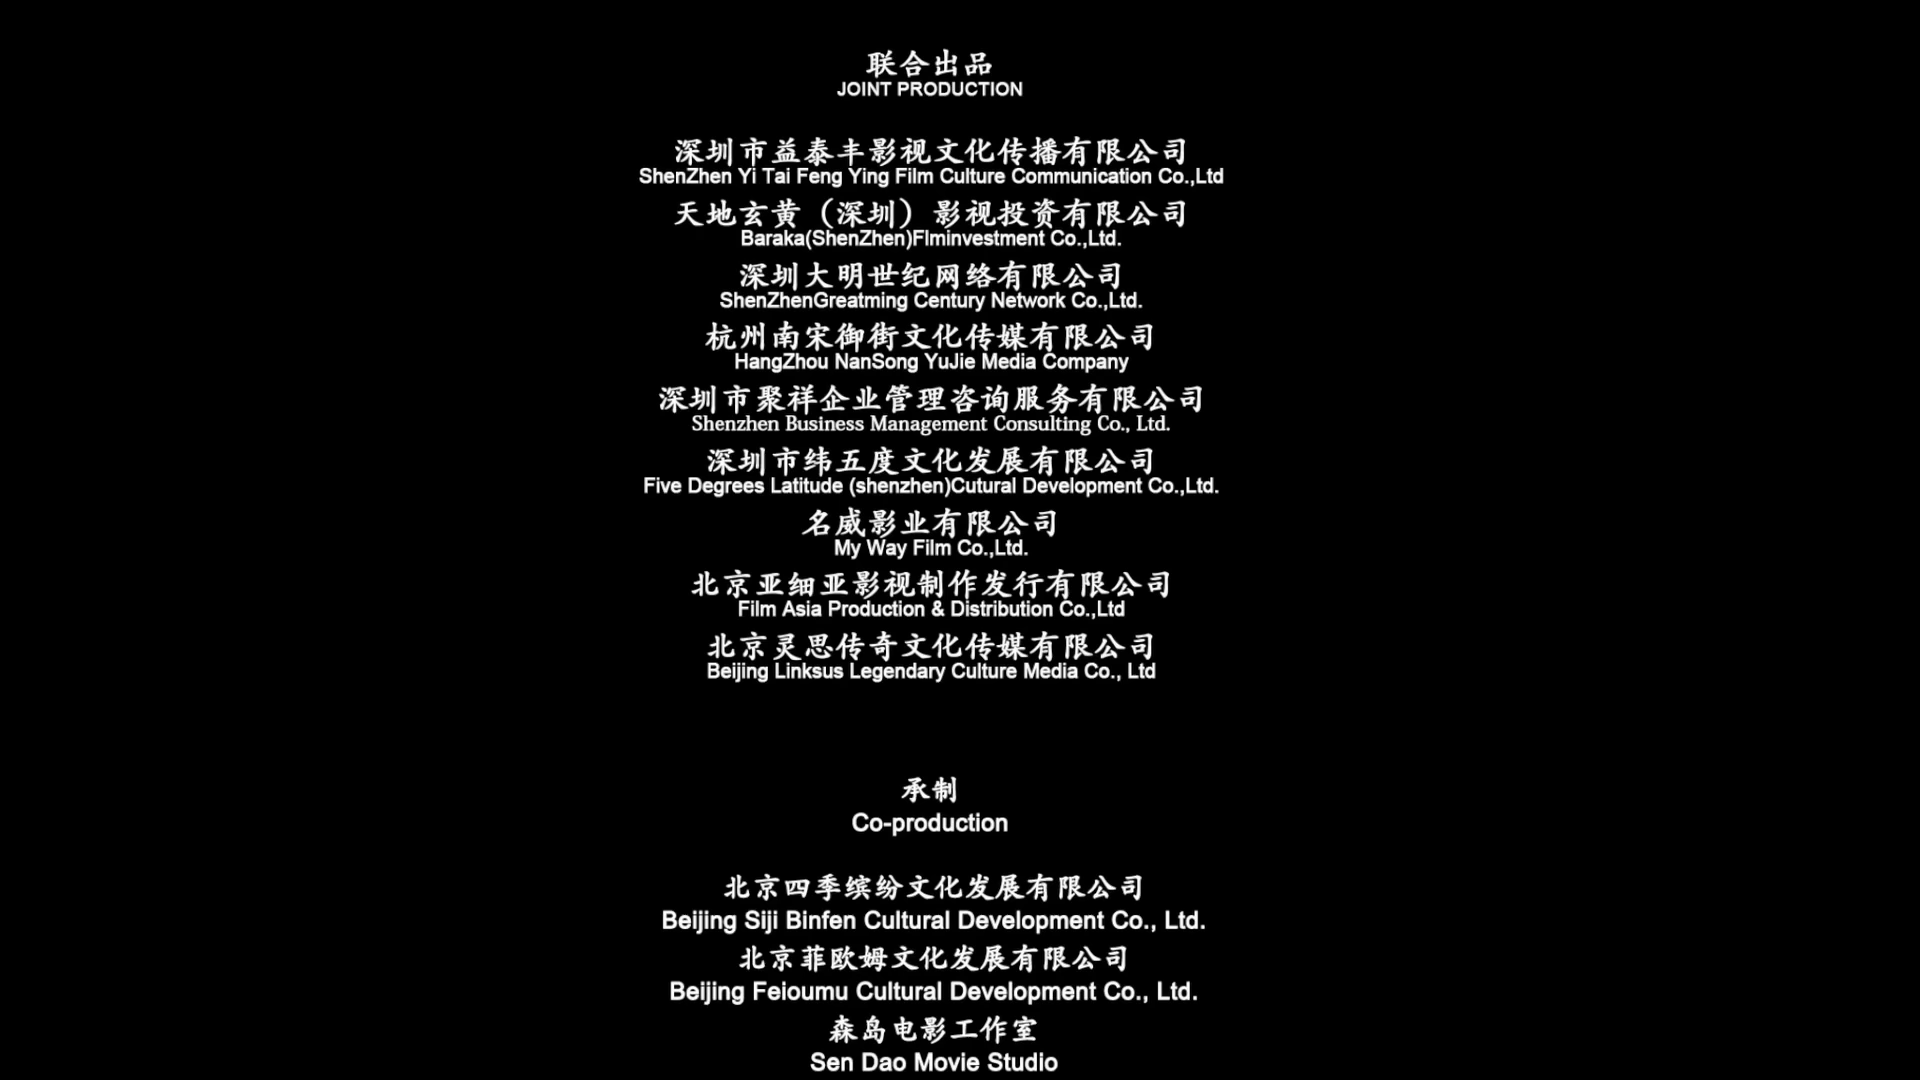 联合出品
JOINT PRODUCTION
深圳市益泰丰影视文化传播有限公司
ShenZhen Yi Tai Feng Ying Film Culture Communication Co.,Ltd
天地玄黄（深圳）影视投资有限公司
Baraka(ShenZhen)Flminvestment Co.,Ltd.
深圳大明世纪网络有限公司
ShenZhenGreatming Century Network Co.,Ltd.
杭州南宋御街文化传媒有限公司
HangZhou NanSong YuJie Media Company
深圳市聚祥企业管理咨询服务有限公司
Shenzhen Business Management Consulting Co., Ltd.
深圳市纬五度文化发展有限公司
Five Degrees Latitude (shenzhen)Cutural Development Co.,Ltd.
名威影业有限公司
My Way Film Co.,Ltd.
北京亚细亚影视制作发行有限公司
Film Asia Production & Distribution Co.,Ltd
北京灵思传奇文化传媒有限公司
Beijing Linksus Legendary Culture Media Co., Ltd
承制
Co-production
北京四季缤纷文化发展有限公司
Beijing Siji Binfen Cultural Development Co., Ltd.
北京菲欧姆文化发展有限公司
Beijing Feioumu Cultural Development Co., Ltd.
森岛电影工作室
Sen Dao Movie Studio